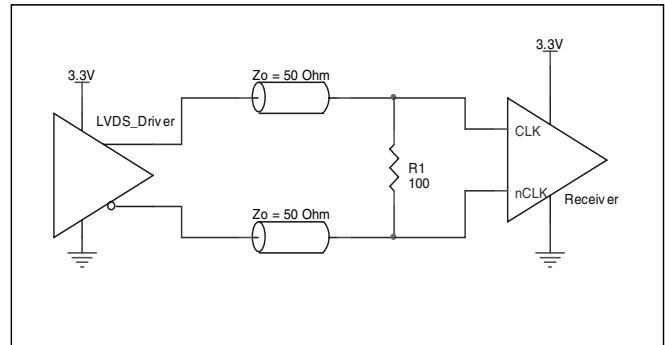 3.3V
LVDS_Driver
Zo = 50 Ohm
Zo = 50 Ohm
R1
100
3.3V
CLK
nCLK
Receiver